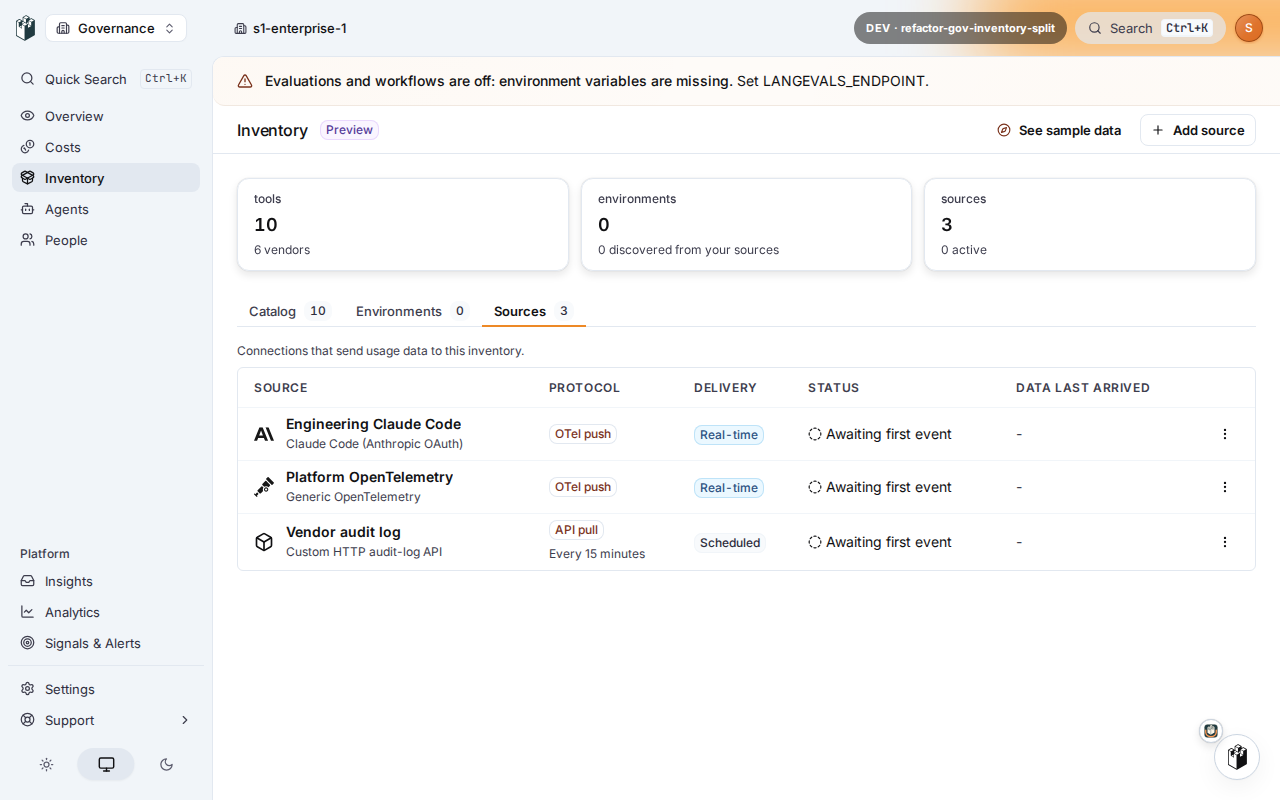 Governance
s1-enterprise-1
DEV · refactor-gov-inventory-split
Search Ctrl+K
S
Quick Search Ctrl+K
Overview
Costs
Inventory
Agents
People
Platform
Insights
Analytics
Signals & Alerts
Settings
Support
Evaluations and workflows are off: environment variables are missing. Set LANGEVALS_ENDPOINT.
Inventory Preview
See sample data
Add source
tools
10
6 vendors
environments
0
0 discovered from your sources
sources
3
0 active
Catalog 10 Environments 0 Sources 3
Connections that send usage data to this inventory.
SOURCE PROTOCOL DELIVERY STATUS DATA LAST ARRIVED
Engineering Claude Code
Claude Code (Anthropic OAuth)
OTel push Real-time Awaiting first event -
Platform OpenTelemetry
Generic OpenTelemetry
OTel push Real-time Awaiting first event -
Vendor audit log
Custom HTTP audit-log API
API pull
Every 15 minutes
Scheduled Awaiting first event -